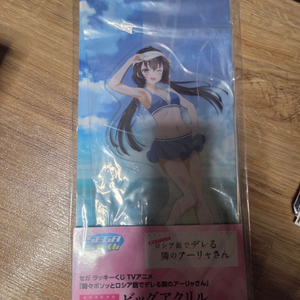 SEGA
くじ
ロシア語でデレる
隣のアーリャさん
セガ ラッキーくじ TVアニメ
「時々ボソッとロシア語でデレる隣のアーリャさん」
ビッグアクリル